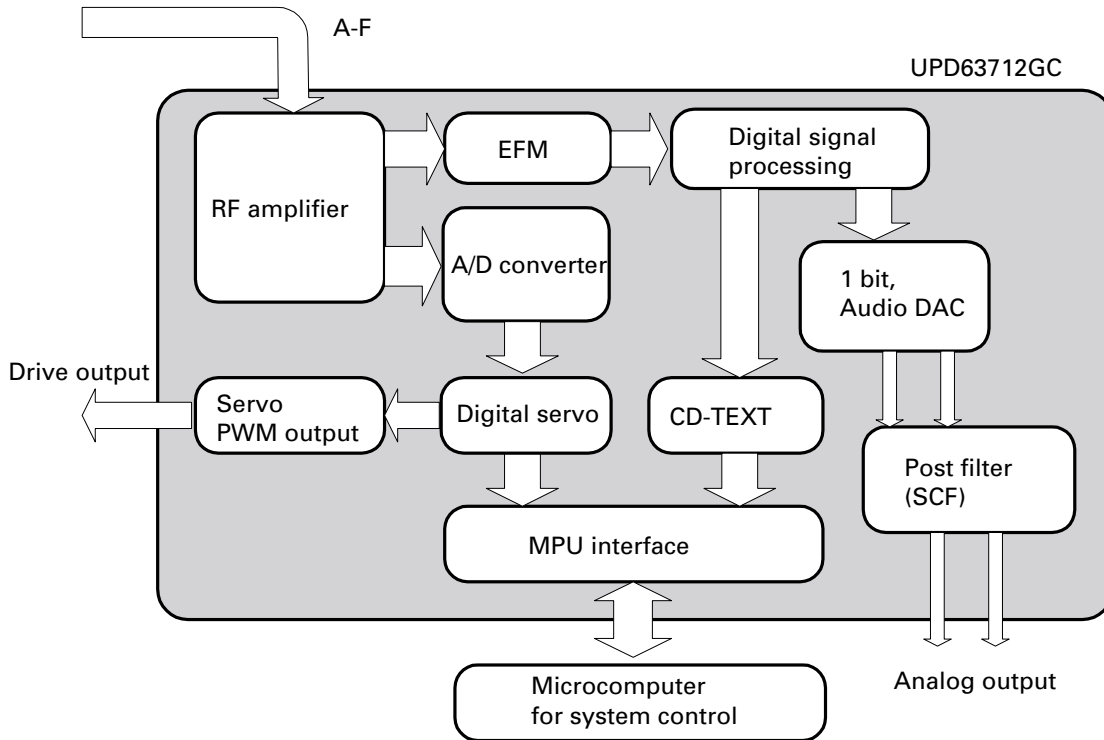 A-F
UPD63712GC
RF amplifier
EFM
Digital signal
processing
A/D converter
1 bit,
Audio DAC
Drive output
Servo
PWM output
Digital servo
CD-TEXT
Post filter
(SCF)
MPU interface
Microcomputer
for system control
Analog output